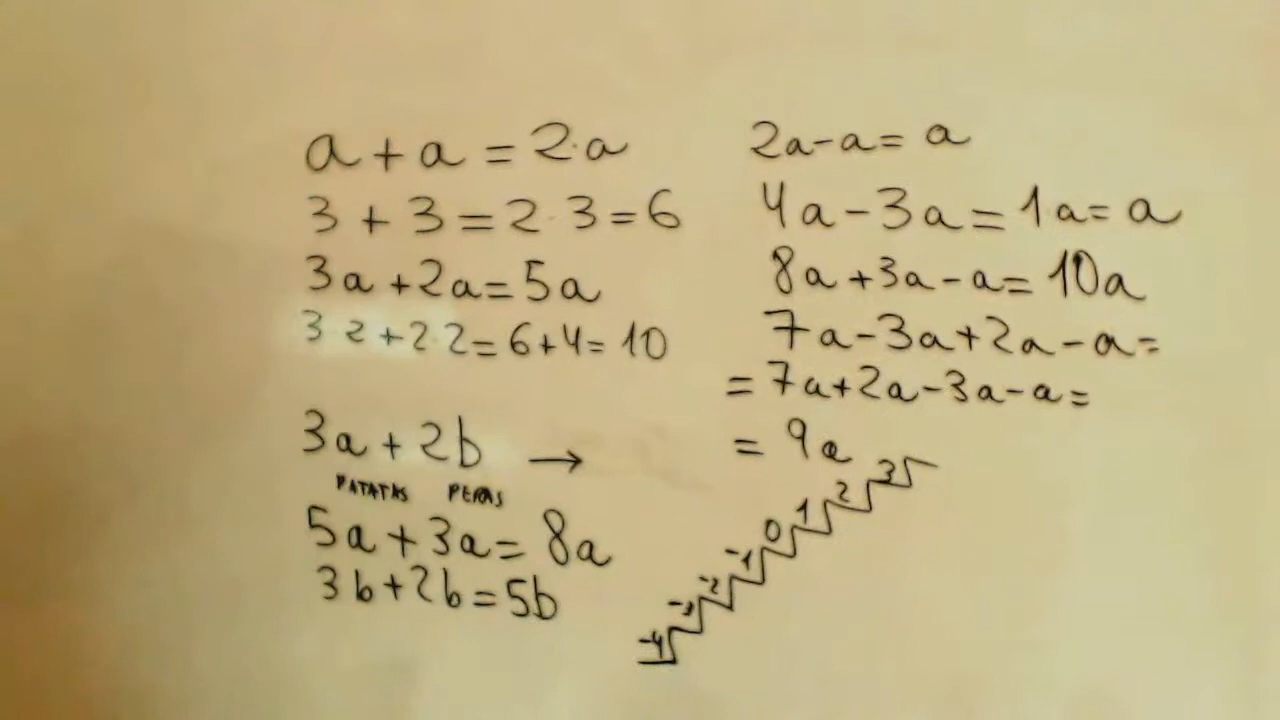 a + a = 2·a
3 + 3 = 2·3 = 6
3a + 2a = 5a
3·2 + 2·2 = 6 + 4 = 10
3a + 2b →
PATATAS PERAS
5a + 3a = 8a
3b + 2b = 5b
2a - a = a
4a - 3a = 1a = a
8a + 3a - a = 10a
7a - 3a + 2a - a =
= 7a + 2a - 3a - a =
= 9a
-4 -3 -2 -1 0 1 2 3